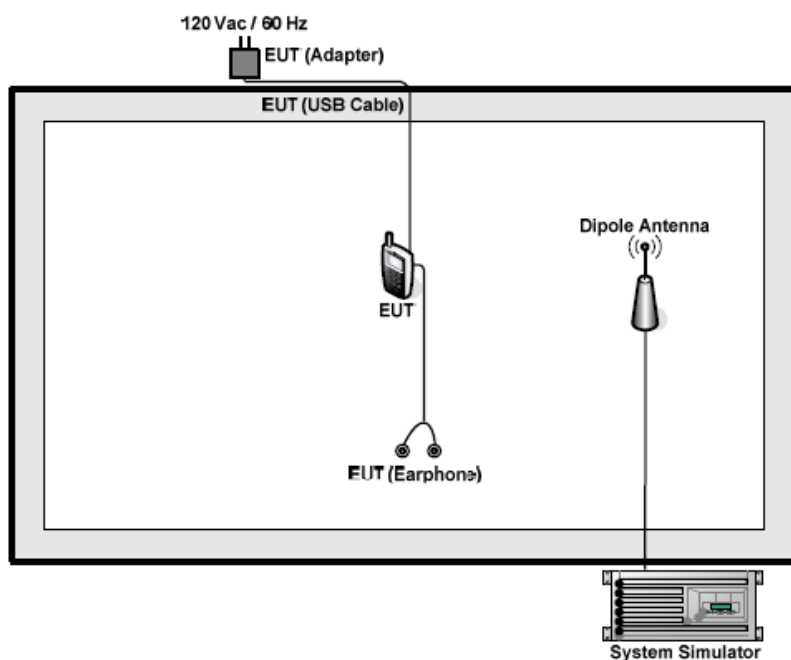 120 Vac / 60 Hz
EUT (Adapter)
EUT (USB Cable)
Dipole Antenna
EUT
EUT (Earphone)
System Simulator